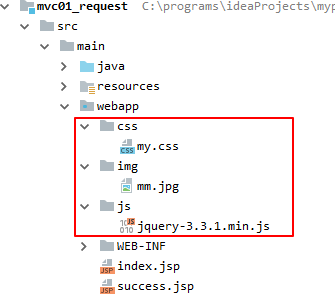 mvc01_request C:\programs\ideaProjects\myp
src
main
java
resources
webapp
css
CSS my.css
img
mm.jpg
js
jquery-3.3.1.min.js
WEB-INF
JSP index.jsp
JSP success.jsp